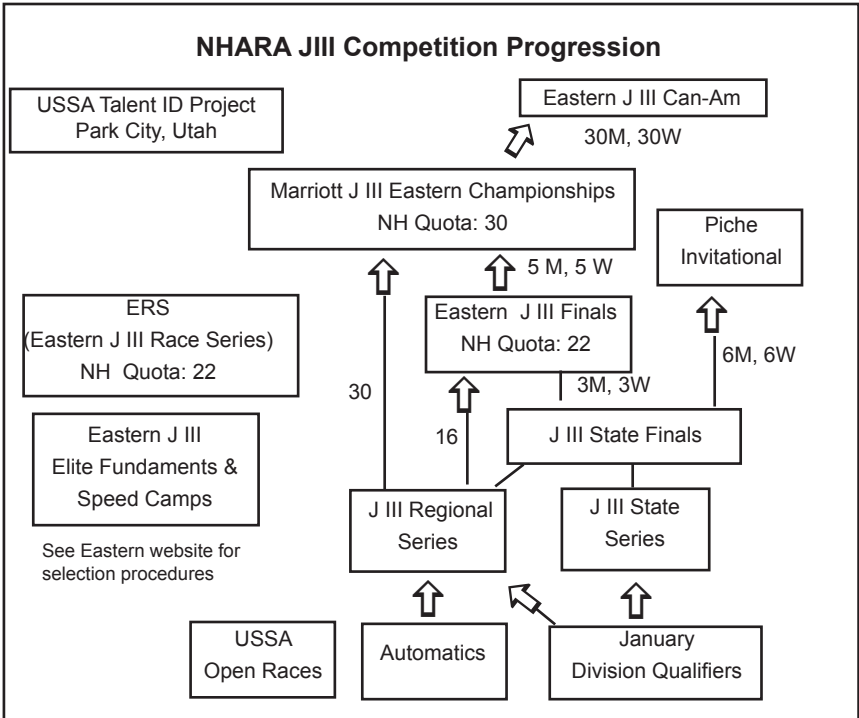 NHARA JIII Competition Progression
USSA Talent ID Project
Park City, Utah
Eastern J III Can-Am
30M, 30W
Marriott J III Eastern Championships
NH Quota: 30
Piche
Invitational
5 M, 5 W
ERS
(Eastern J III Race Series)
NH Quota: 22
Eastern J III Finals
NH Quota: 22
6M, 6W
30
3M, 3W
Eastern J III
Elite Fundaments &
Speed Camps
16
J III State Finals
J III Regional
Series
J III State
Series
See Eastern website for
selection procedures
USSA
Open Races
Automatics
January
Division Qualifiers